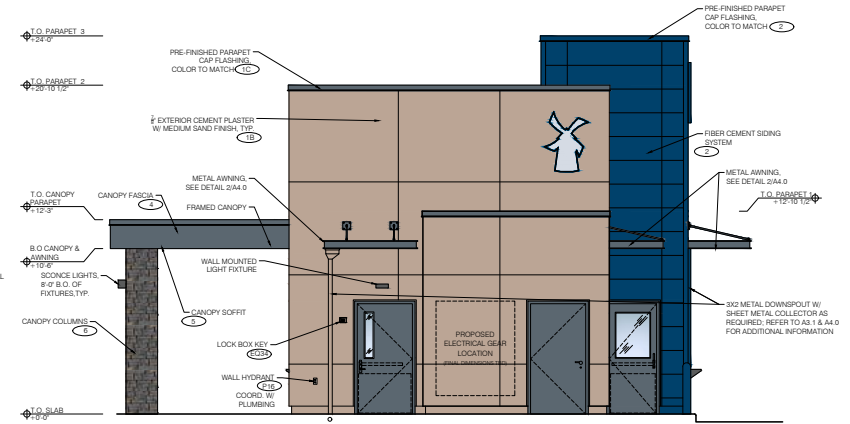 T.O. PARAPET 3
+24'-0"
T.O. PARAPET 2
+20'-10 1/2"
T.O. CANOPY
PARAPET
+12'-3"
B.O CANOPY &
AWNING
+10'-6"
T.O. SLAB
+0'-0"
L
SCONCE LIGHTS,
8'-0" B.O. OF
FIXTURES,TYP.
CANOPY COLUMNS
6
CANOPY FASCIA
4
PRE-FINISHED PARAPET
CAP FLASHING,
COLOR TO MATCH 1C
EXTERIOR CEMENT PLASTER
W/ MEDIUM SAND FINISH, TYP.
1B
METAL AWNING,
SEE DETAIL 2/A4.0
FRAMED CANOPY
WALL MOUNTED
LIGHT FIXTURE
CANOPY SOFFIT
5
LOCK BOX KEY
EQ34
WALL HYDRANT
P16
COORD. W/
PLUMBING
PROPOSED
ELECTRICAL GEAR
LOCATION
PRE-FINISHED PARAPET
CAP FLASHING,
COLOR TO MATCH 2
FIBER CEMENT SIDING
SYSTEM
2
METAL AWNING,
SEE DETAIL 2/A4.0
T.O. PARAPET 1
+12'-10 1/2"
3X2 METAL DOWNSPOUT W/
SHEET METAL COLLECTOR AS
REQUIRED; REFER TO A3.1 & A4.0
FOR ADDITIONAL INFORMATION